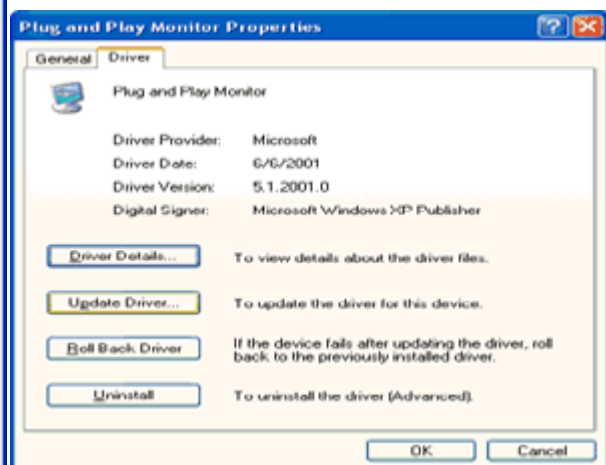 Plug and Play Monitor Properties
General Driver
Plug and Play Monitor
Driver Provider: Microsoft
Driver Date: 6/6/2001
Driver Version: 5.1.2001.0
Digital Signer: Microsoft Windows XP Publisher
Driver Details... To view details about the driver files.
Update Driver... To update the driver for this device.
Roll Back Driver If the device fails after updating the driver, roll
back to the previously installed driver.
Uninstall To uninstall the driver (Advanced).
OK Cancel